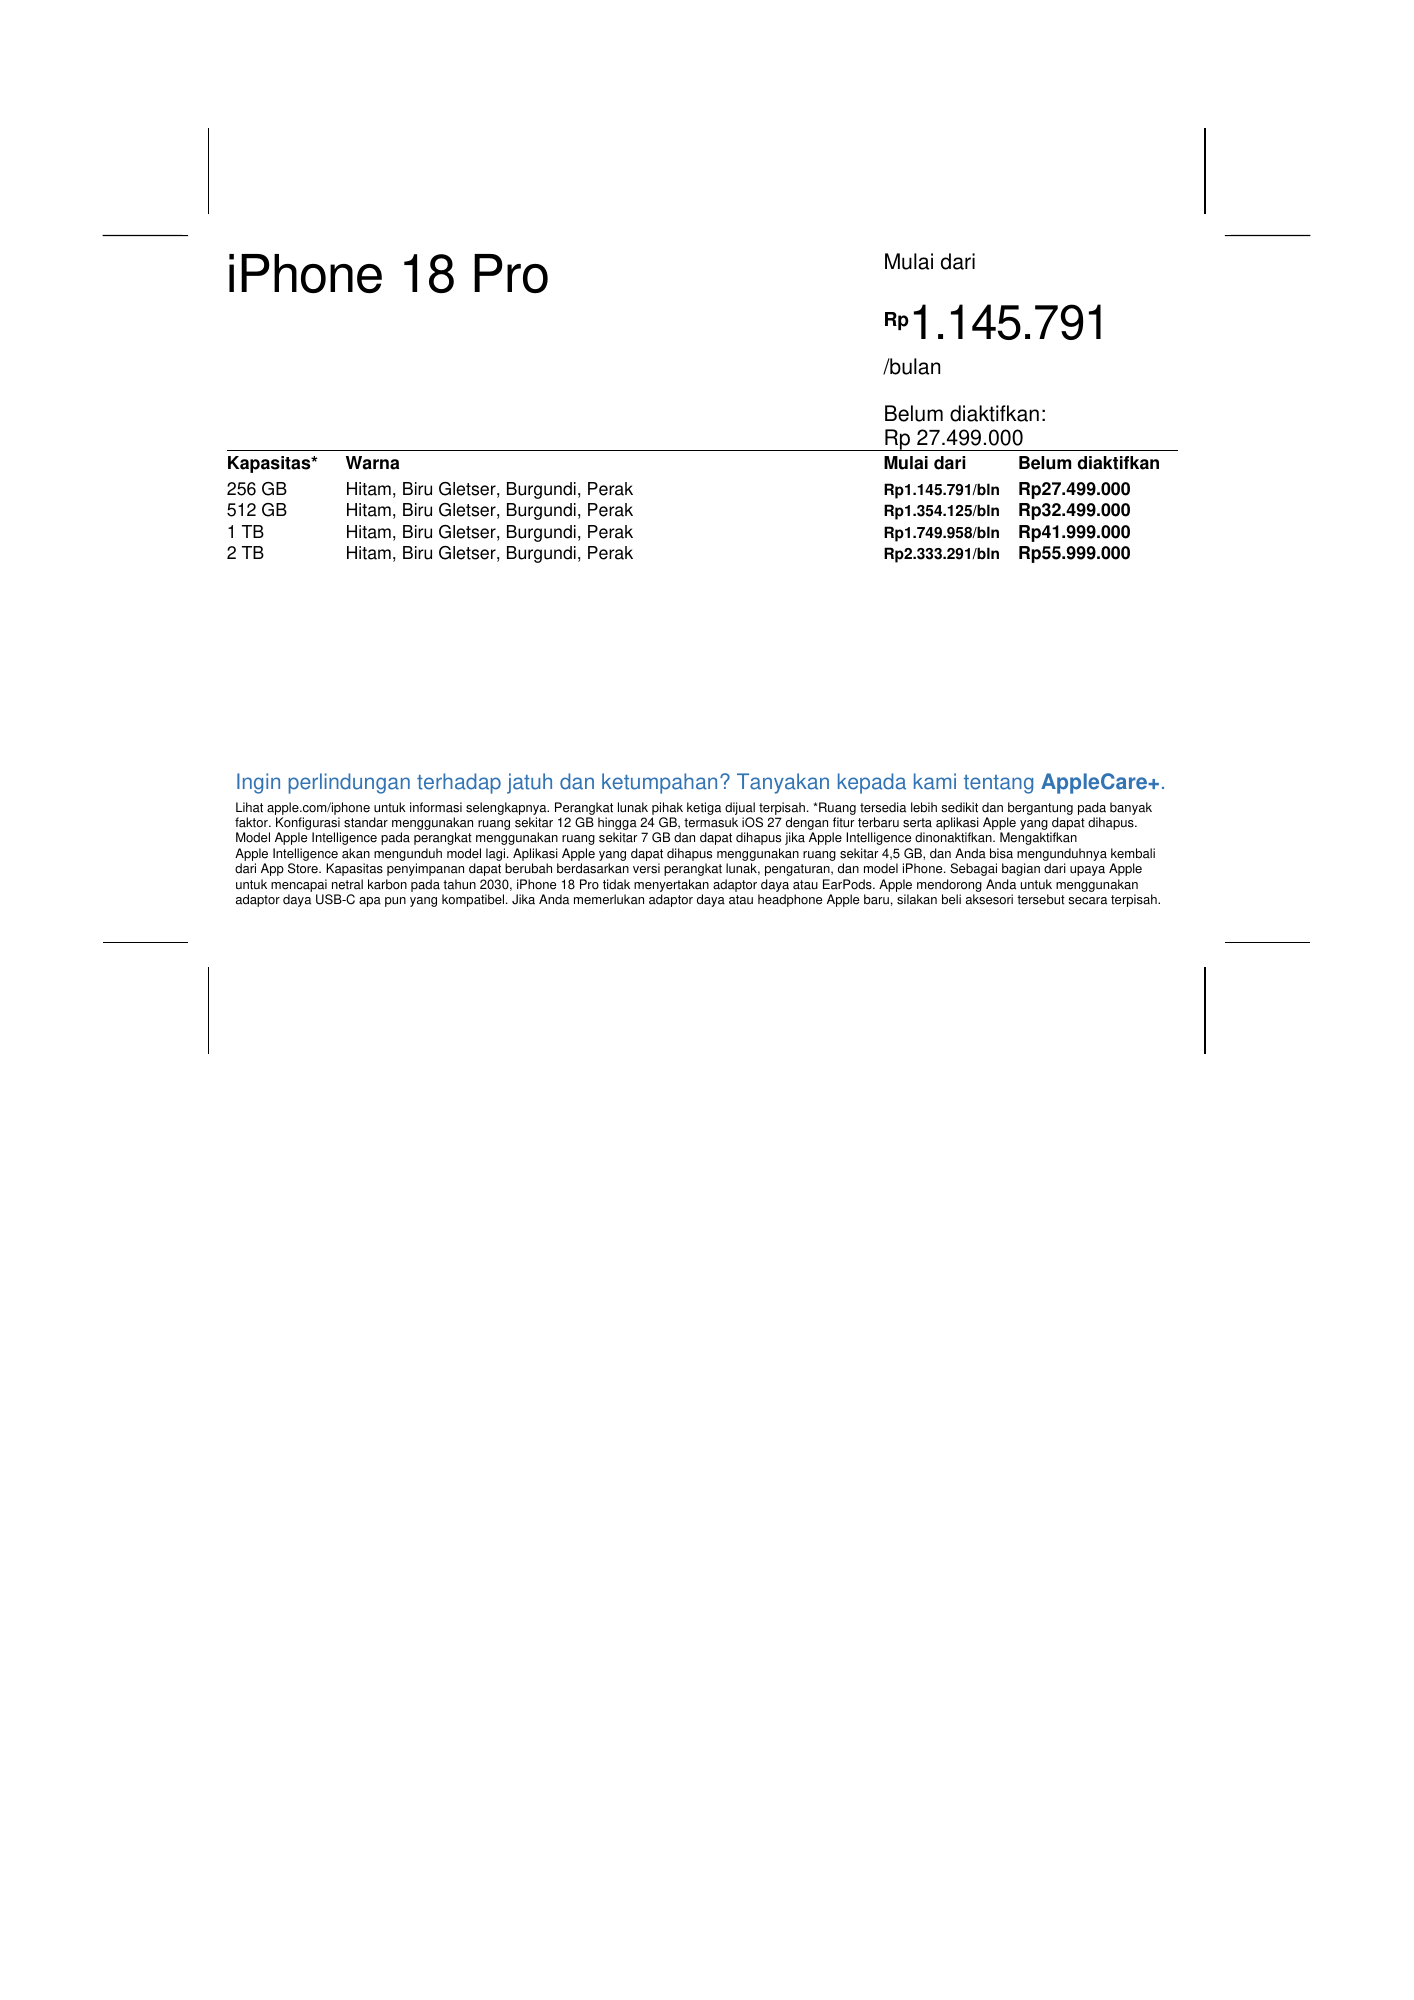 iPhone 18 Pro
Mulai dari
Rp1.145.791
/bulan
Belum diaktifkan:
Rp 27.499.000
Kapasitas* Warna Mulai dari Belum diaktifkan
256 GB Hitam, Biru Gletser, Burgundi, Perak Rp1.145.791/bln Rp27.499.000
512 GB Hitam, Biru Gletser, Burgundi, Perak Rp1.354.125/bln Rp32.499.000
1 TB Hitam, Biru Gletser, Burgundi, Perak Rp1.749.958/bln Rp41.999.000
2 TB Hitam, Biru Gletser, Burgundi, Perak Rp2.333.291/bln Rp55.999.000
Ingin perlindungan terhadap jatuh dan ketumpahan? Tanyakan kepada kami tentang AppleCare+.
Lihat apple.com/iphone untuk informasi selengkapnya. Perangkat lunak pihak ketiga dijual terpisah. *Ruang tersedia lebih sedikit dan bergantung pada banyak
faktor. Konfigurasi standar menggunakan ruang sekitar 12 GB hingga 24 GB, termasuk iOS 27 dengan fitur terbaru serta aplikasi Apple yang dapat dihapus.
Model Apple Intelligence pada perangkat menggunakan ruang sekitar 7 GB dan dapat dihapus jika Apple Intelligence dinonaktifkan. Mengaktifkan
Apple Intelligence akan mengunduh model lagi. Aplikasi Apple yang dapat dihapus menggunakan ruang sekitar 4,5 GB, dan Anda bisa mengunduhnya kembali
dari App Store. Kapasitas penyimpanan dapat berubah berdasarkan versi perangkat lunak, pengaturan, dan model iPhone. Sebagai bagian dari upaya Apple
untuk mencapai netral karbon pada tahun 2030, iPhone 18 Pro tidak menyertakan adaptor daya atau EarPods. Apple mendorong Anda untuk menggunakan
adaptor daya USB-C apa pun yang kompatibel. Jika Anda memerlukan adaptor daya atau headphone Apple baru, silakan beli aksesori tersebut secara terpisah.